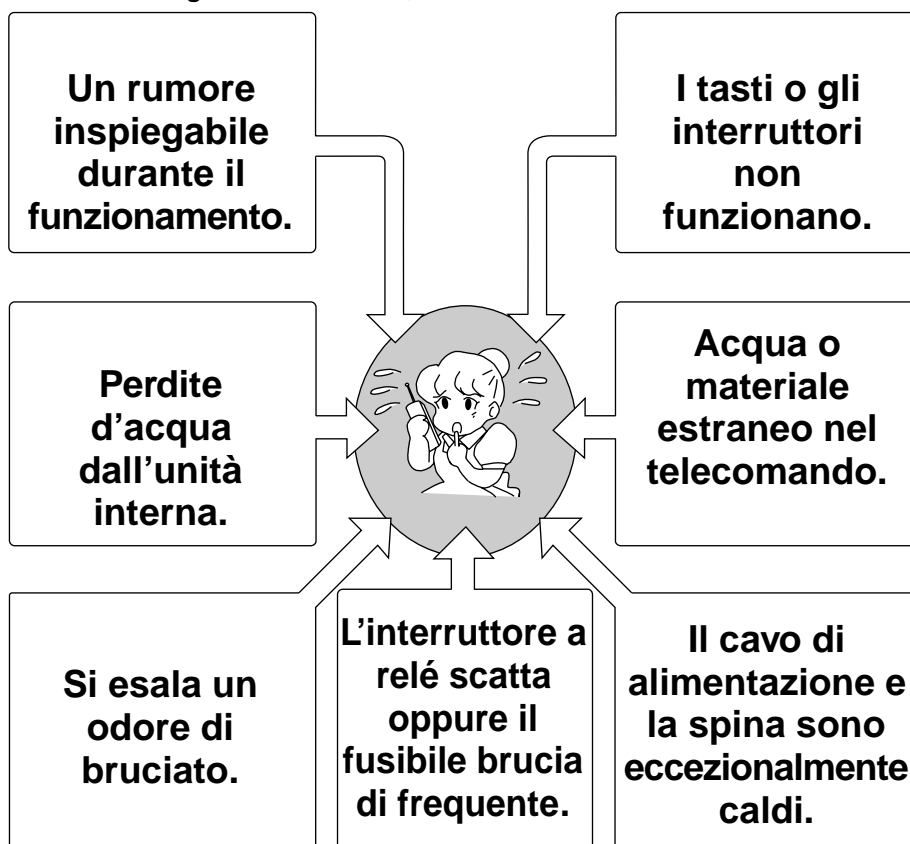 Un rumore
inspiegabile
durante il
funzionamento.
I tasti o gli
interruttori
non
funzionano.
Perdite
d’acqua
dall’unità
interna.
Acqua o
materiale
estraneo nel
telecomando.
Si esala un
odore di
bruciato.
L’interruttore a
relé scatta
oppure il
fusibile brucia
di frequente.
Il cavo di
alimentazione e
la spina sono
eccezionalmente
caldi.